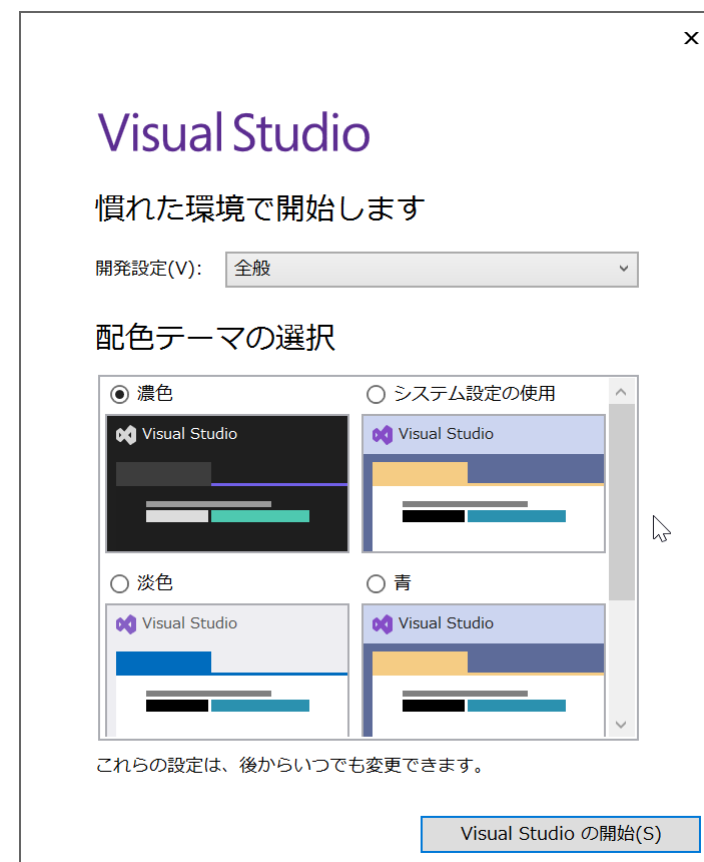 Visual Studio
慣れた環境で開始します
開発設定(V): 全般
配色テーマの選択
濃色 システム設定の使用
Visual Studio Visual Studio
淡色 青
Visual Studio Visual Studio
これらの設定は、後からいつでも変更できます。
Visual Studio の開始(S)